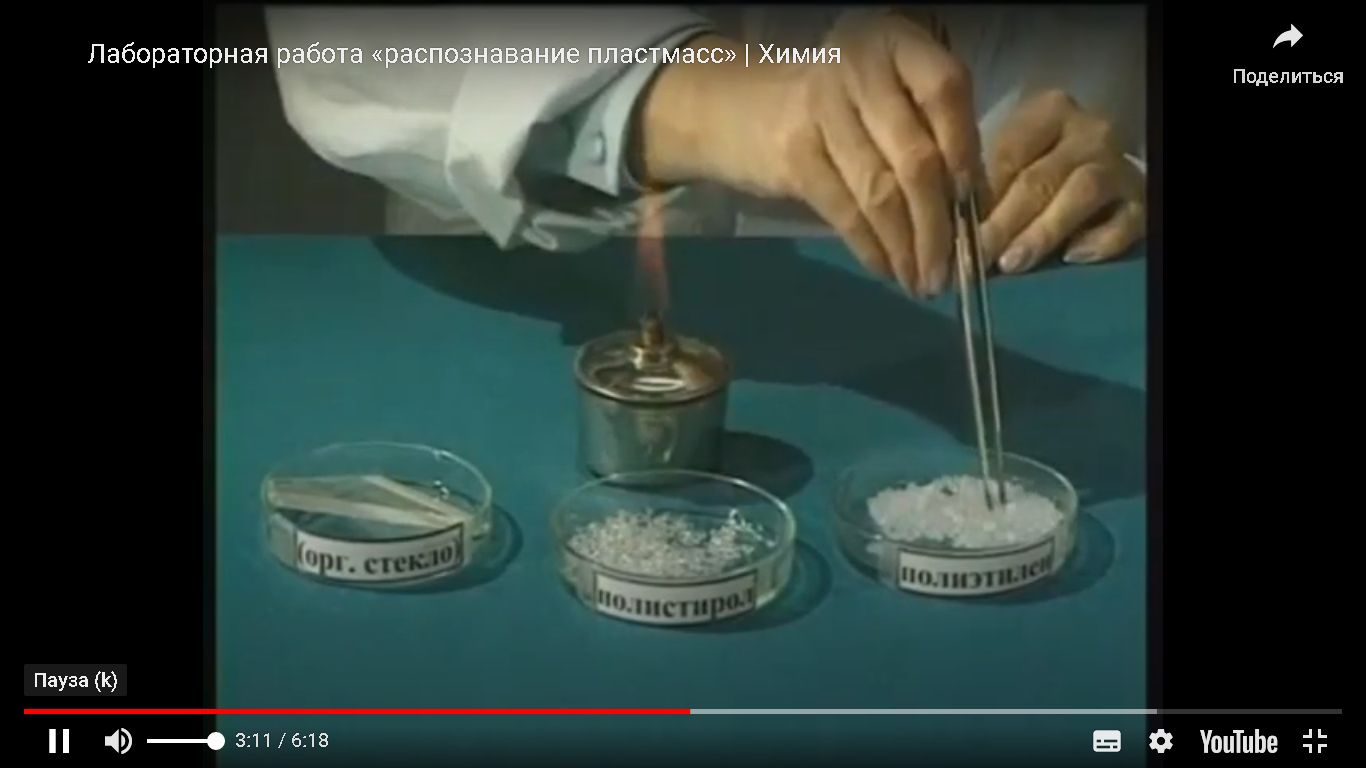 Лабораторная работа «распознавание пластмасс» | Химия
Поделиться
(орг. стекло)
полистирол
полиэтилен
Пауза (k)
3:11 / 6:18
YouTube